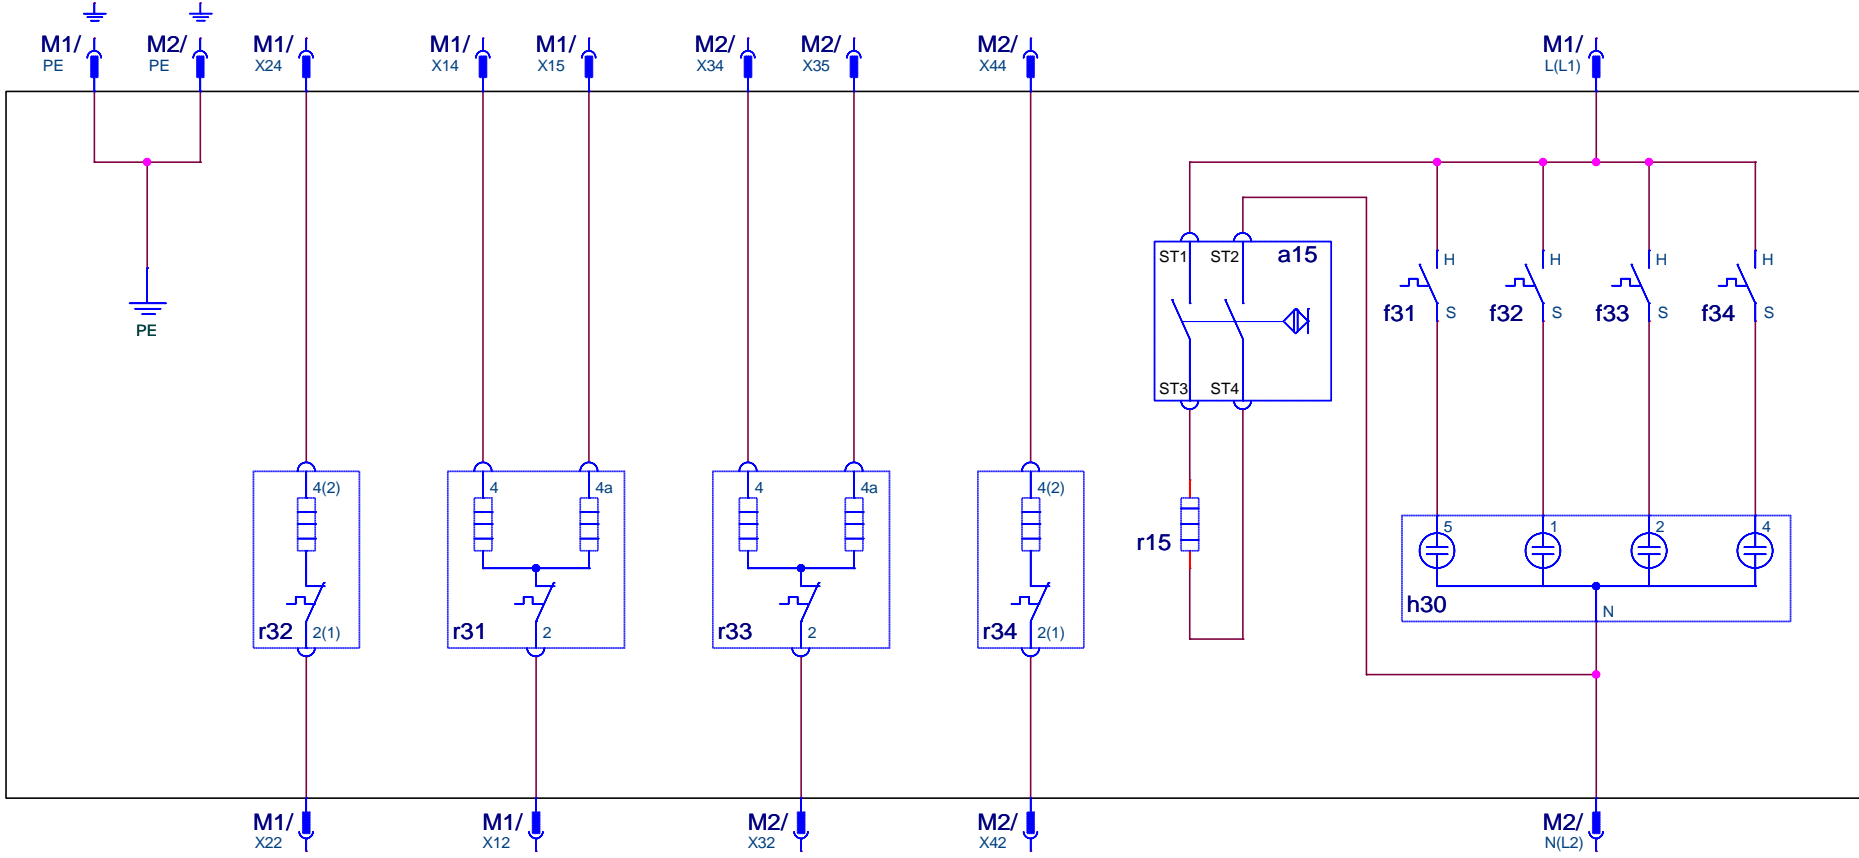 M1/ M2/ M1/ M1/ M1/ M2/ M2/ M2/ M1/
PE PE X24 X14 X15 X34 X35 X44 L(L1)
ST1 ST2 a15 H H H H
f31 S f32 S f33 S f34 S
PE
ST3 ST4
4(2) 4 4a 4 4a 4(2)
r15 5 1 2 4
h30 N
r32 2(1) r31 2 r33 2 r34 2(1)
M1/ M1/ M2/ M2/ M2/
X22 X12 X32 X42 N(L2)